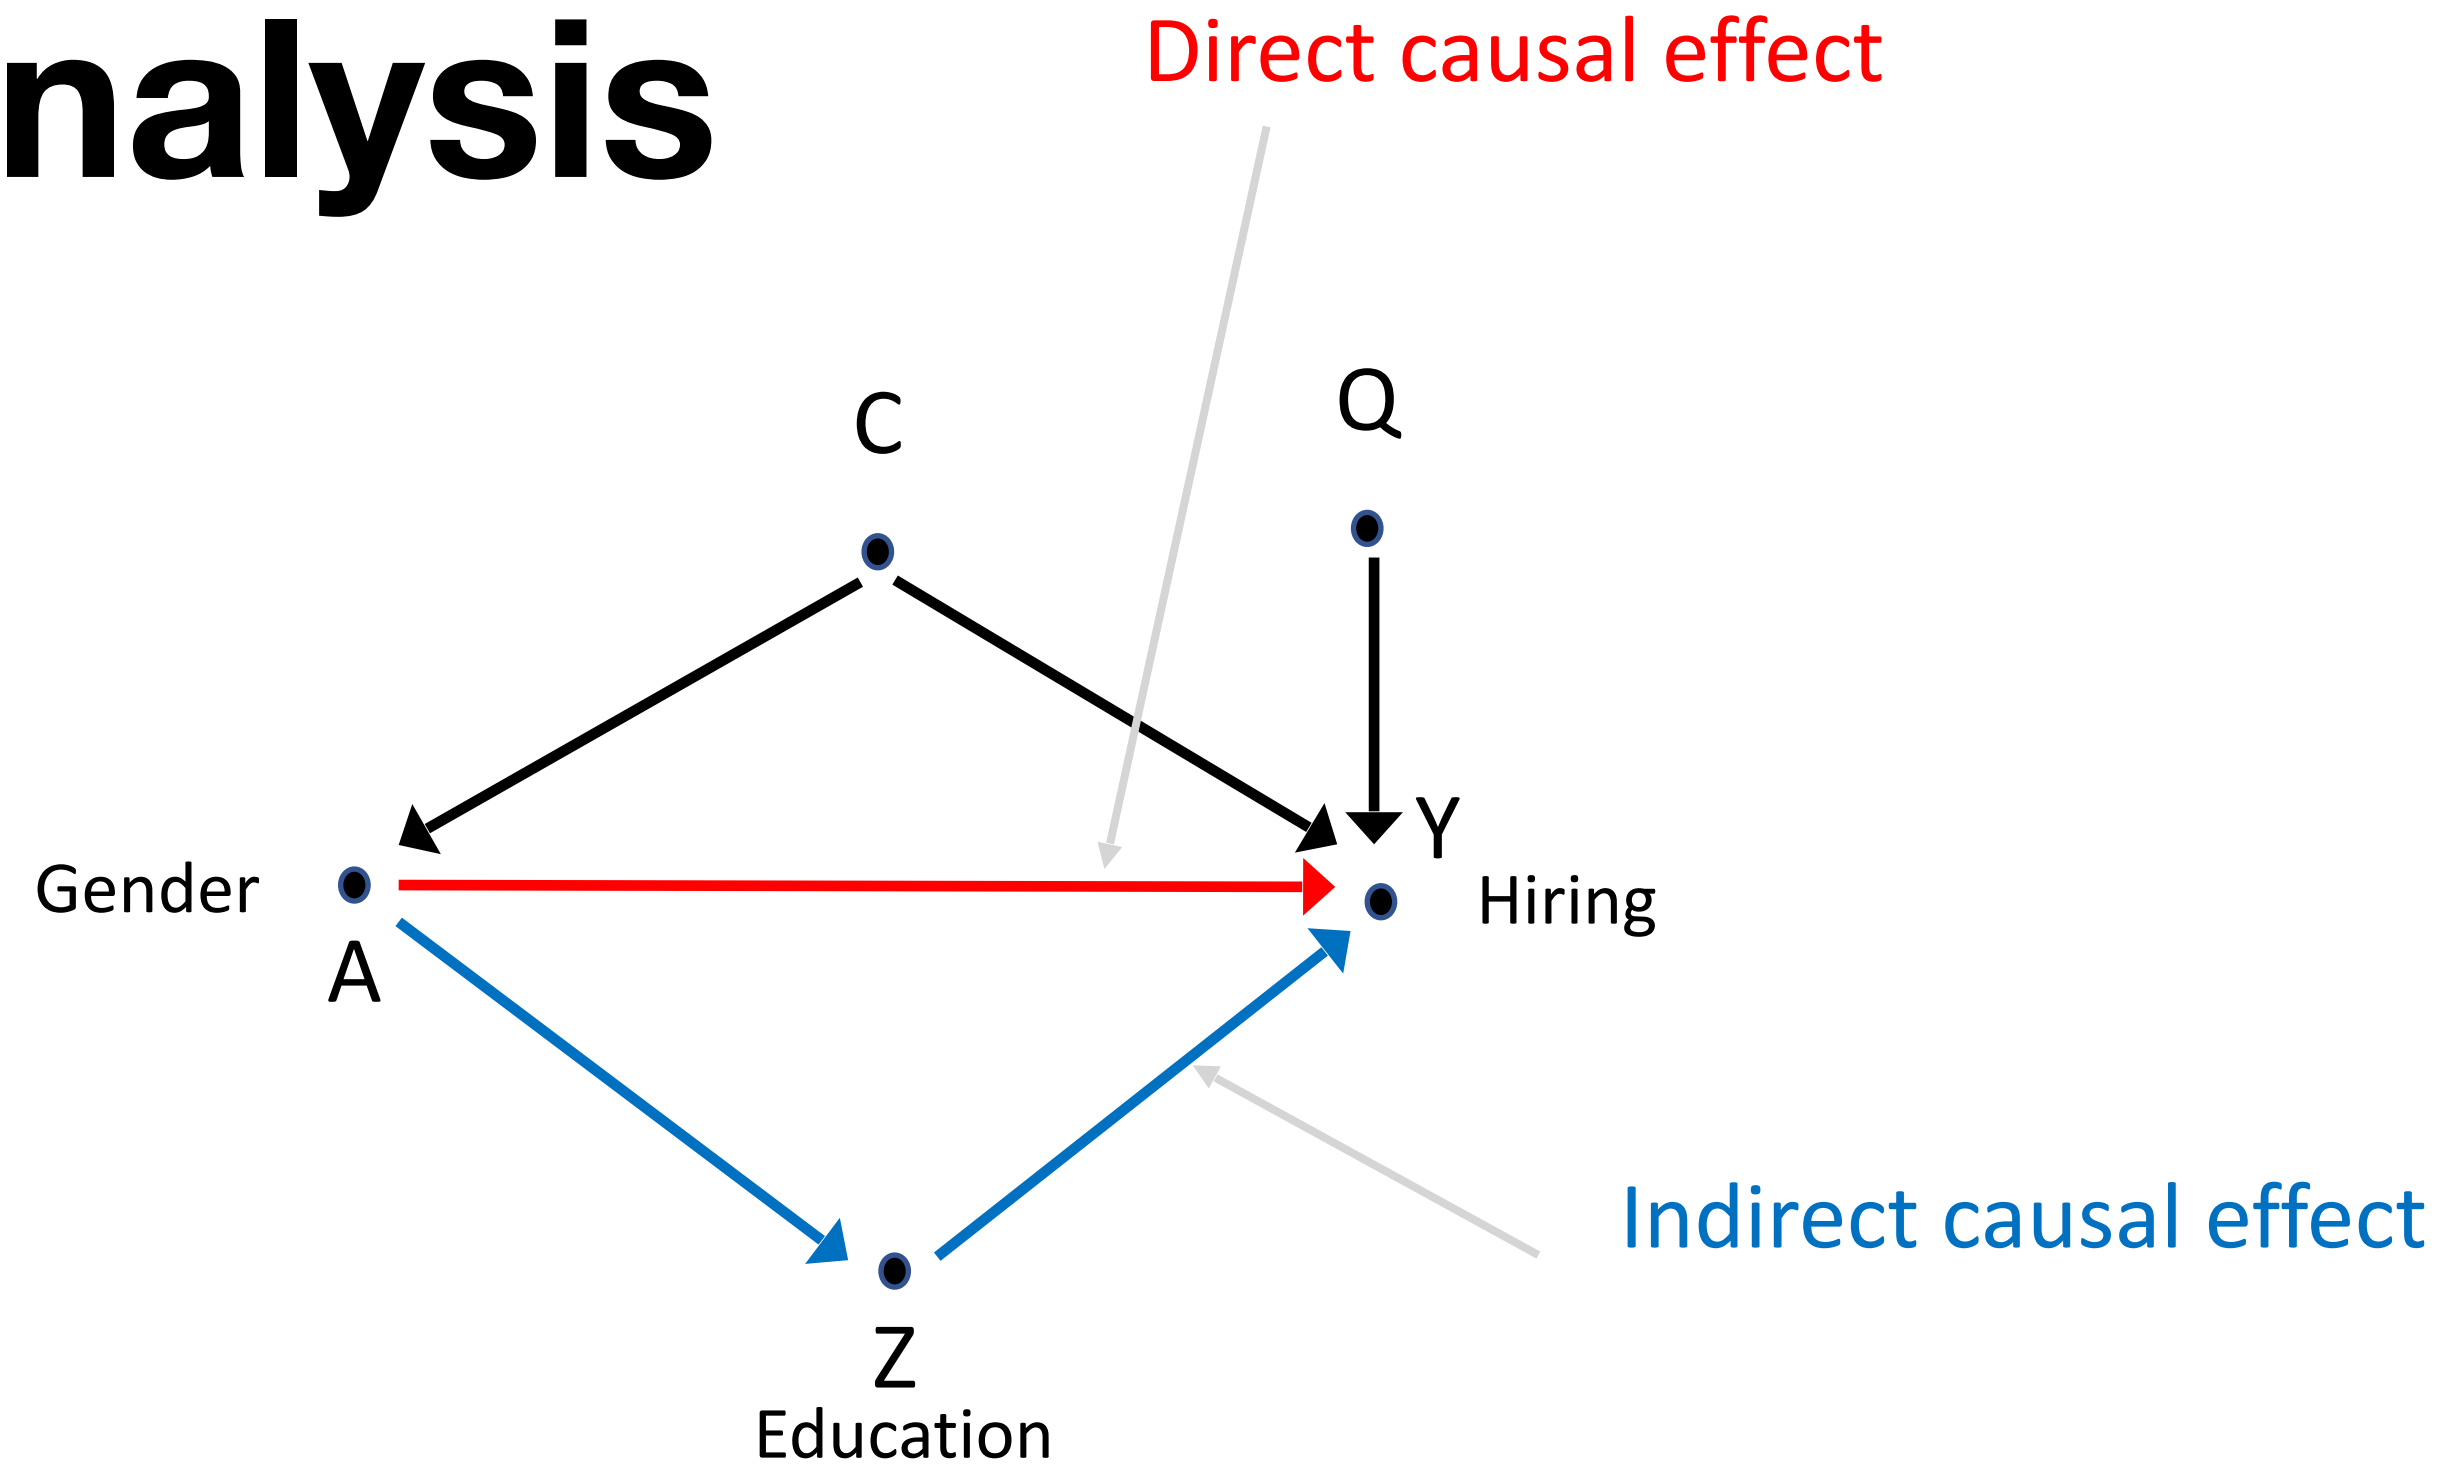 nalysis
Direct causal effect
C
Q
Y
Gender
Hiring
A
Indirect causal effect
Z
Education